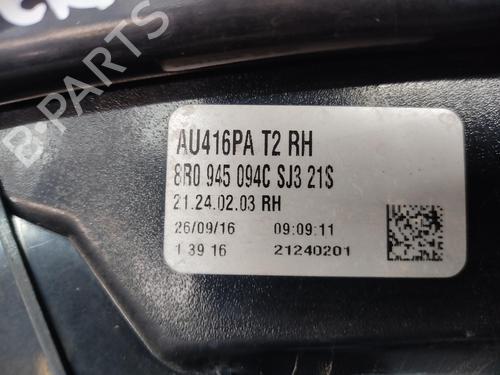 B-PARTS
AU416PA T2 RH
8R0 945 094C SJ3 21S
21.24.02.03 RH
26/09/16 09:09:11
1 39 16 21240201